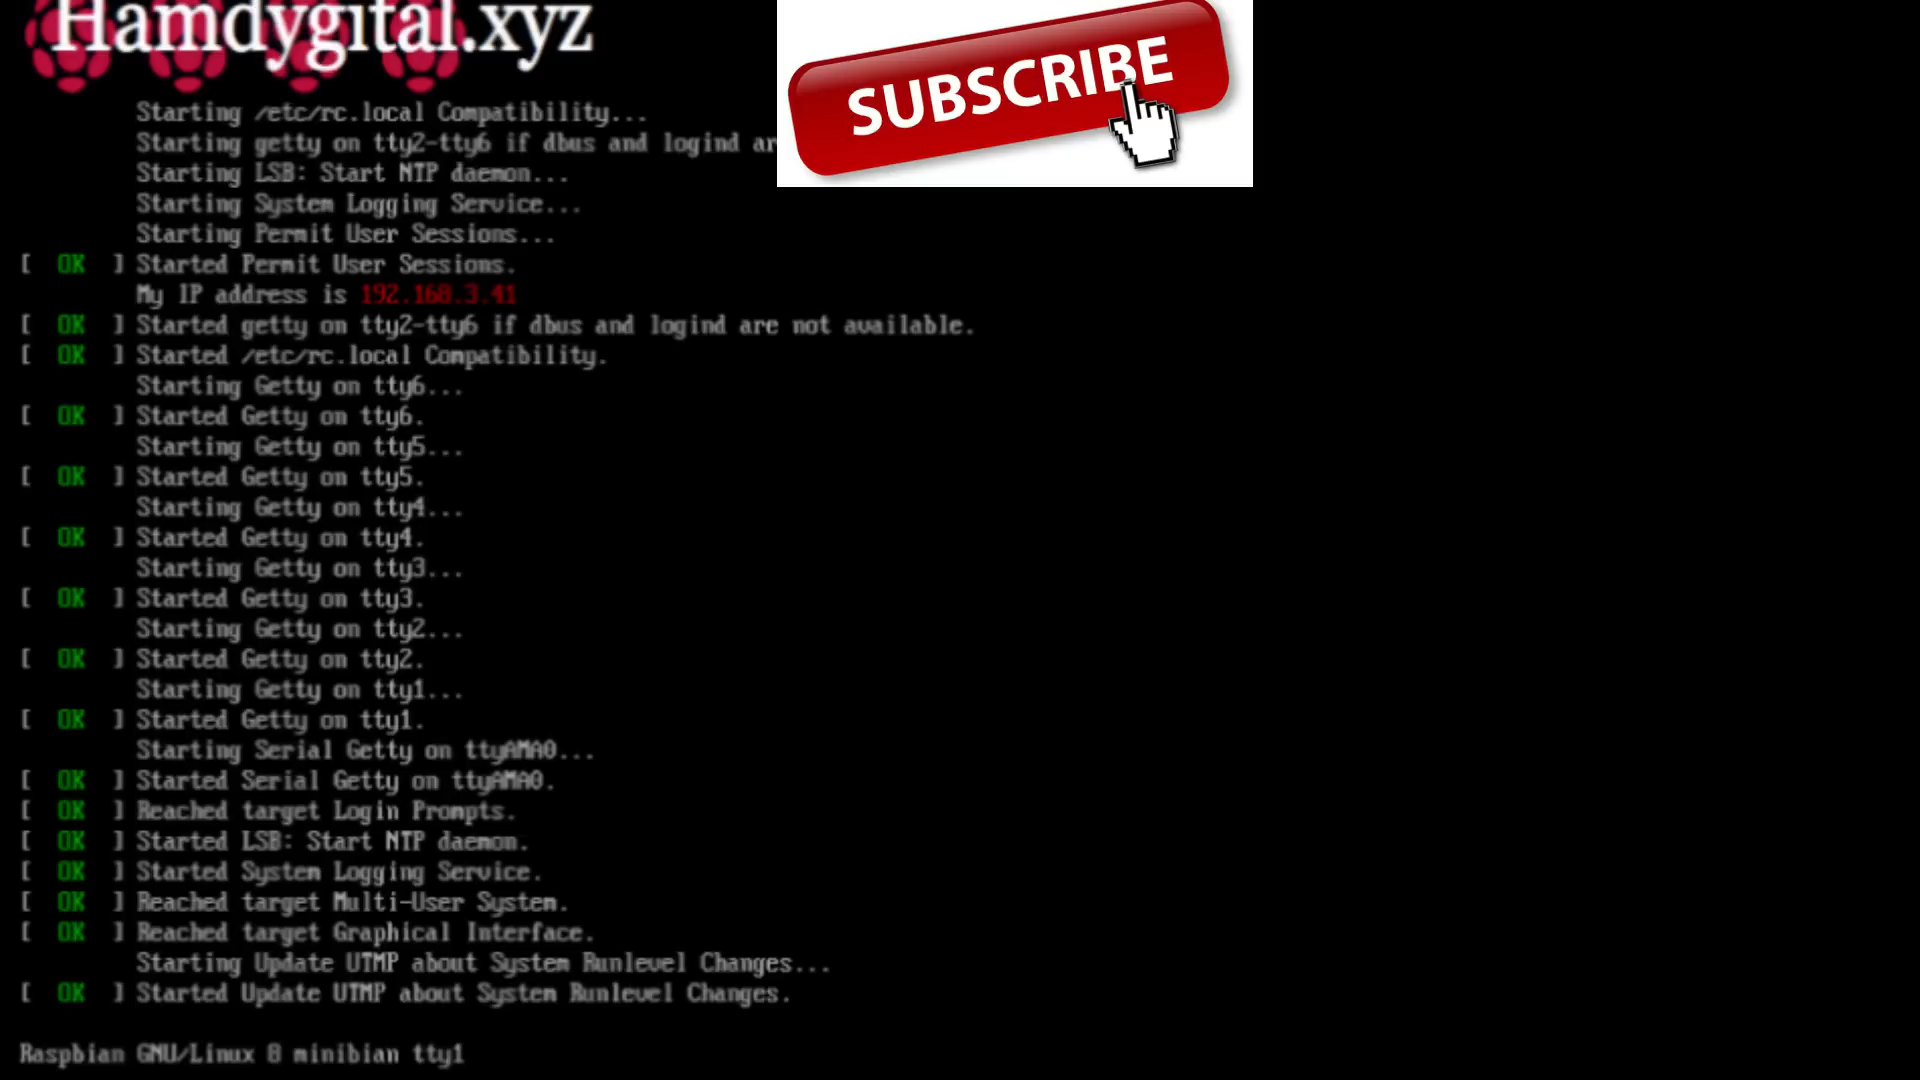 Hamdygital.xyz
SUBSCRIBE
Starting /etc/rc.local Compatibility...
Starting getty on tty2-tty6 if dbus and logind ar
Starting LSB: Start NTP daemon...
Starting System Logging Service...
Starting Permit User Sessions...
[  OK  ] Started Permit User Sessions.
My IP address is 192.168.3.41
[  OK  ] Started getty on tty2-tty6 if dbus and logind are not available.
[  OK  ] Started /etc/rc.local Compatibility.
Starting Getty on tty6...
[  OK  ] Started Getty on tty6.
Starting Getty on tty5...
[  OK  ] Started Getty on tty5.
Starting Getty on tty4...
[  OK  ] Started Getty on tty4.
Starting Getty on tty3...
[  OK  ] Started Getty on tty3.
Starting Getty on tty2...
[  OK  ] Started Getty on tty2.
Starting Getty on tty1...
[  OK  ] Started Getty on tty1.
Starting Serial Getty on ttyAMA0...
[  OK  ] Started Serial Getty on ttyAMA0.
[  OK  ] Reached target Login Prompts.
[  OK  ] Started LSB: Start NTP daemon.
[  OK  ] Started System Logging Service.
[  OK  ] Reached target Multi-User System.
[  OK  ] Reached target Graphical Interface.
Starting Update UTMP about System Runlevel Changes...
[  OK  ] Started Update UTMP about System Runlevel Changes.
Raspbian GNU/Linux 8 minibian tty1